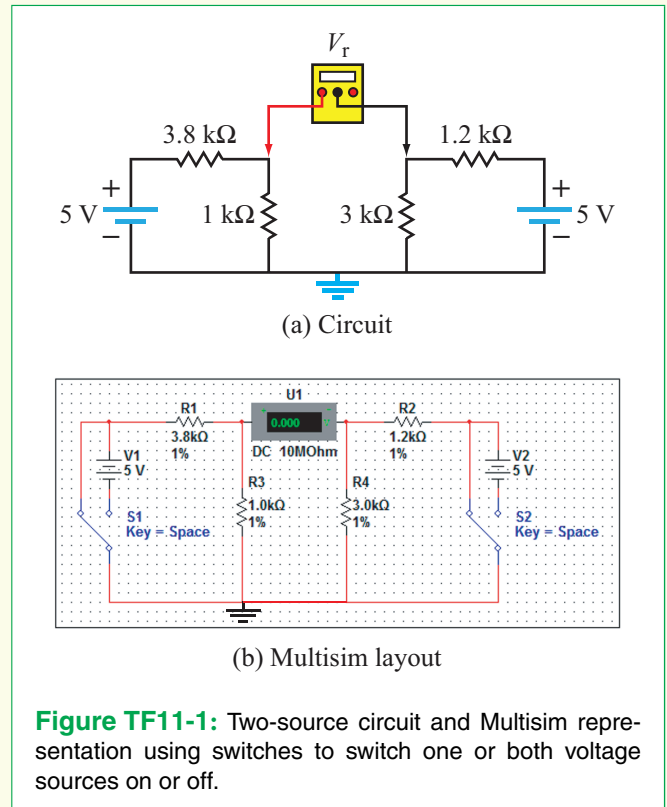 Vr
3.8 kΩ
1.2 kΩ
+
5 V
−
1 kΩ
3 kΩ
+
5 V
−
(a) Circuit
U1
R1
0.000
R2
3.8kΩ
1.2kΩ
1%
DC 10MOhm
1%
V1
5 V
R3
R4
V2
5 V
1.0kΩ
3.0kΩ
1%
1%
S1
Key = Space
S2
Key = Space
(b) Multisim layout
Figure TF11-1: Two-source circuit and Multisim repre-
sentation using switches to switch one or both voltage
sources on or off.